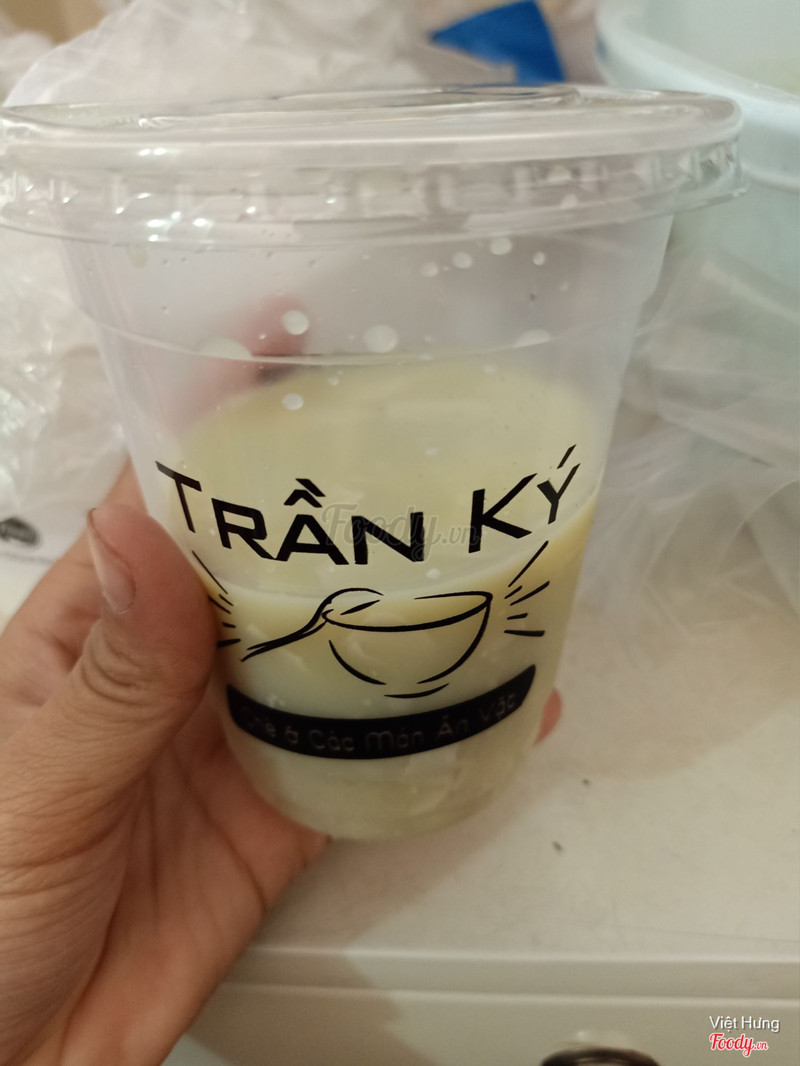 TRẦN KÝ
Foody.vn
Chè & Các Món Ăn Vặt
Việt Hưng
Foody.vn